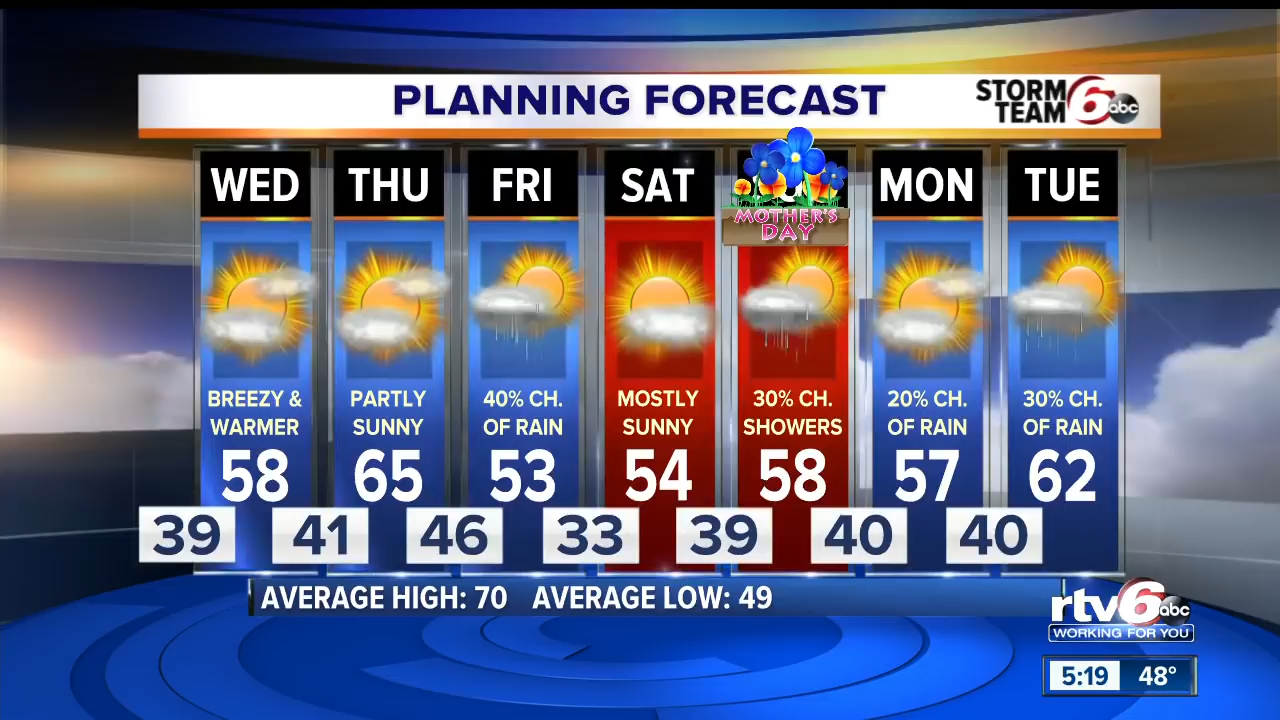 PLANNING FORECAST
STORM TEAM 6 abc
WED THU FRI SAT MON TUE
MOTHER'S
DAY
BREEZY & PARTLY 40% CH. MOSTLY 30% CH. 20% CH. 30% CH.
WARMER SUNNY OF RAIN SUNNY SHOWERS OF RAIN OF RAIN
58 65 53 54 58 57 62
39 41 46 33 39 40 40
AVERAGE HIGH: 70 AVERAGE LOW: 49
rtv6 abc
WORKING FOR YOU
5:19 48°